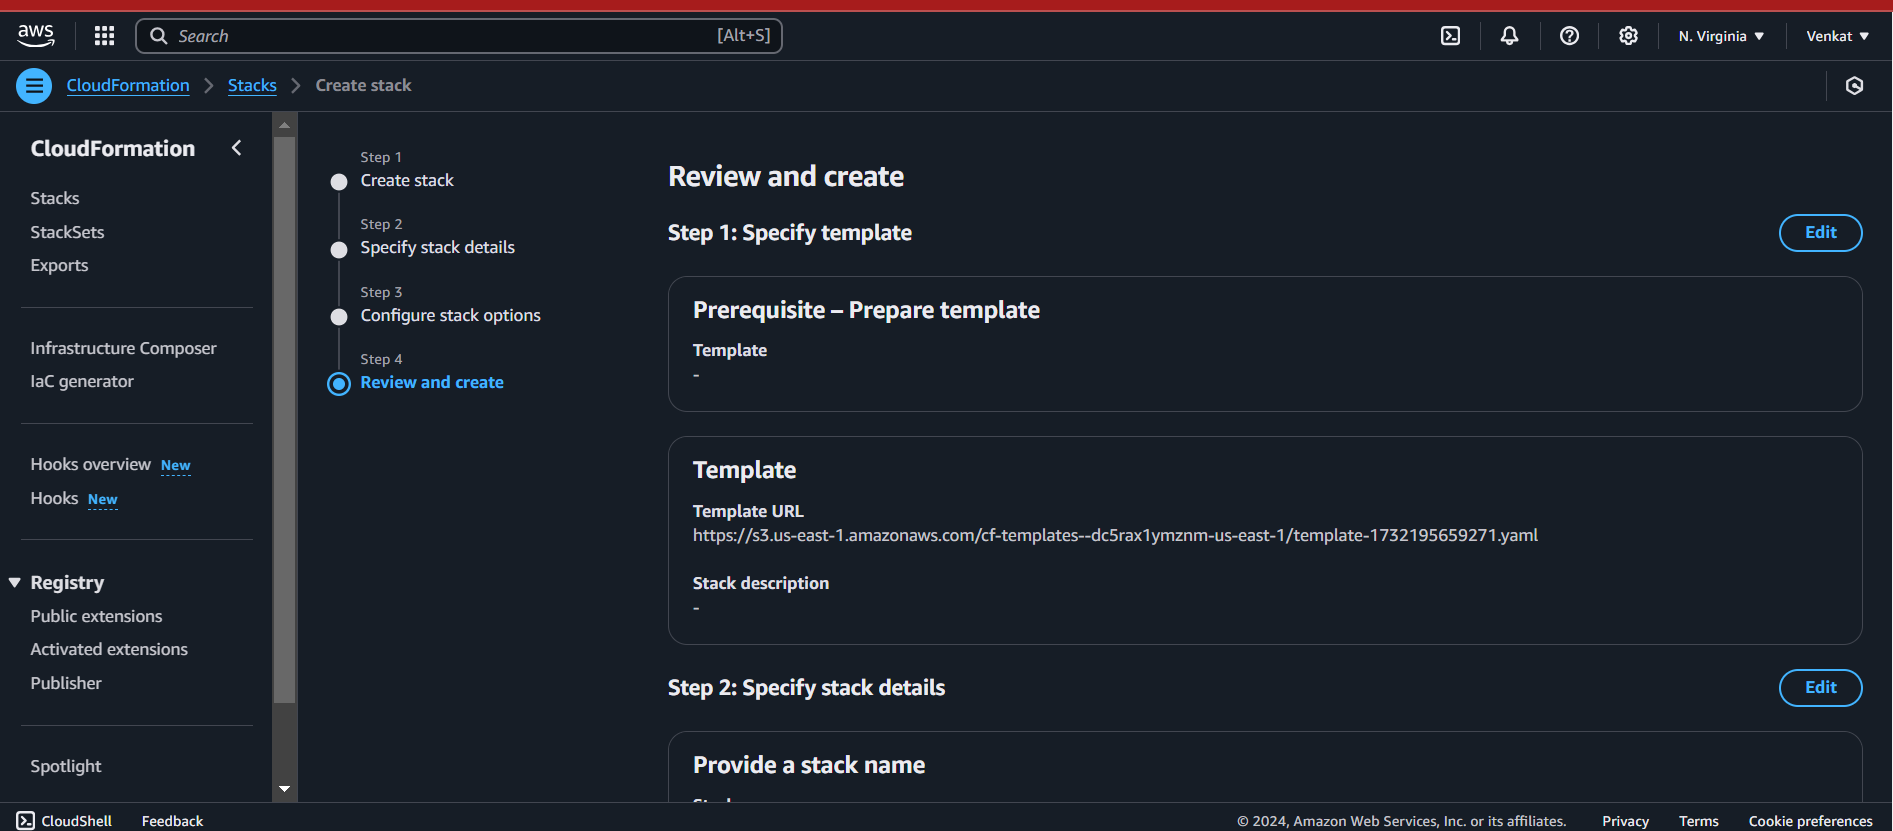 aws
Search [Alt+S]
N. Virginia
Venkat
CloudFormation
Stacks
Create stack
CloudFormation
Stacks
StackSets
Exports
Infrastructure Composer
IaC generator
Hooks overview New
Hooks New
Registry
Public extensions
Activated extensions
Publisher
Spotlight
Step 1
Create stack
Step 2
Specify stack details
Step 3
Configure stack options
Step 4
Review and create
Review and create
Step 1: Specify template
Edit
Prerequisite – Prepare template
Template
-
Template
Template URL
https://s3.us-east-1.amazonaws.com/cf-templates--dc5rax1ymznm-us-east-1/template-1732195659271.yaml
Stack description
-
Step 2: Specify stack details
Edit
Provide a stack name
CloudShell
Feedback
© 2024, Amazon Web Services, Inc. or its affiliates.
Privacy
Terms
Cookie preferences